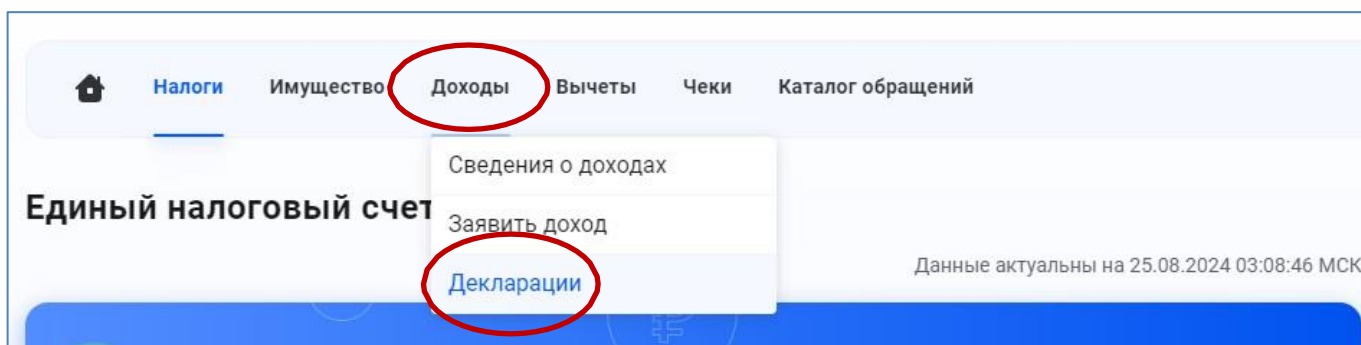 Налоги Имущество Доходы Вычеты Чеки Каталог обращений
Сведения о доходах
Единый налоговый счет
Заявить доход
Данные актуальны на 25.08.2024 03:08:46 МСК
Декларации